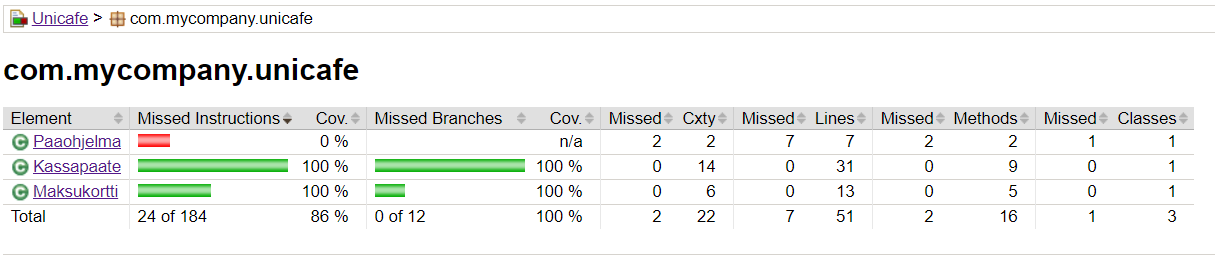 Unicafe > com.mycompany.unicafe
com.mycompany.unicafe
Element Missed Instructions Cov. Missed Branches Cov. Missed Cxty Missed Lines Missed Methods Missed Classes
Paaohjelma 0 % n/a 2 2 7 7 2 2 1 1
Kassapaate 100 % 100 % 0 14 0 31 0 9 0 1
Maksukortti 100 % 100 % 0 6 0 13 0 5 0 1
Total 24 of 184 86 % 0 of 12 100 % 2 22 7 51 2 16 1 3